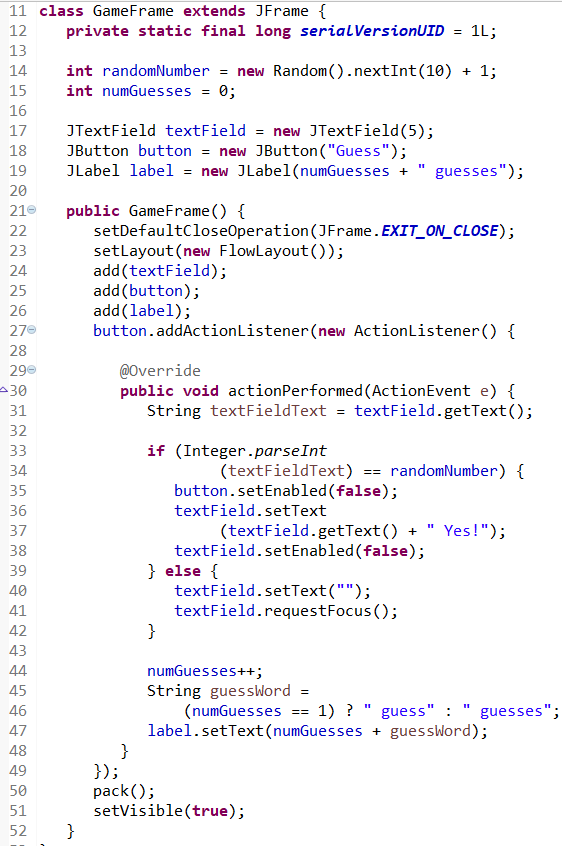 11 class GameFrame extends JFrame {
12 private static final long serialVersionUID = 1L;
13
14 int randomNumber = new Random().nextInt(10) + 1;
15 int numGuesses = 0;
16
17 JTextField textField = new JTextField(5);
18 JButton button = new JButton("Guess");
19 JLabel label = new JLabel(numGuesses + " guesses");
20
21 public GameFrame() {
22 setDefaultCloseOperation(JFrame.EXIT_ON_CLOSE);
23 setLayout(new FlowLayout());
24 add(textField);
25 add(button);
26 add(label);
27 button.addActionListener(new ActionListener() {
28
29 @Override
30 public void actionPerformed(ActionEvent e) {
31 String textFieldText = textField.getText();
32
33 if (Integer.parseInt
34 (textFieldText) == randomNumber) {
35 button.setEnabled(false);
36 textField.setText
37 (textField.getText() + " Yes!");
38 textField.setEnabled(false);
39 } else {
40 textField.setText("");
41 textField.requestFocus();
42 }
43
44 numGuesses++;
45 String guessWord =
46 (numGuesses == 1) ? " guess" : " guesses";
47 label.setText(numGuesses + guessWord);
48 }
49 });
50 pack();
51 setVisible(true);
52 }